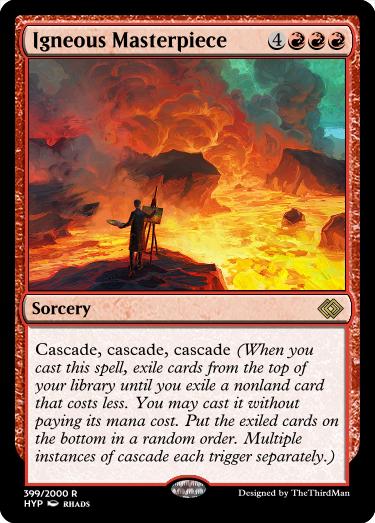 Igneous Masterpiece 4
Sorcery
Cascade, cascade, cascade (When you
cast this spell, exile cards from the top of
your library until you exile a nonland card
that costs less. You may cast it without
paying its mana cost. Put the exiled cards on
the bottom in a random order. Multiple
instances of cascade each trigger separately.)
399/2000 R
HYP RHADS
Designed by TheThirdMan